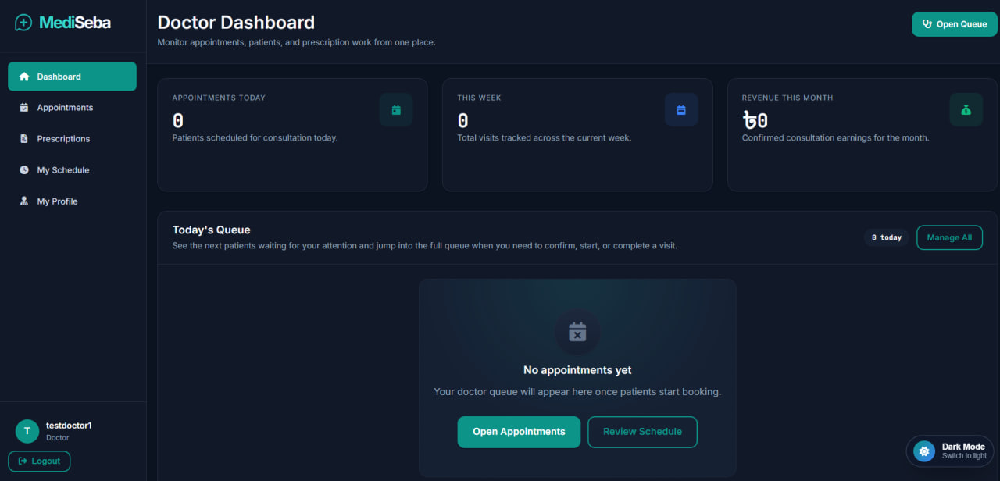 MediSeba
Dashboard
Appointments
Prescriptions
My Schedule
My Profile
testdoctor1
T
Doctor
Logout
Doctor Dashboard
Monitor appointments, patients, and prescription work from one place.
Open Queue
APPOINTMENTS TODAY
0
Patients scheduled for consultation today.
THIS WEEK
0
Total visits tracked across the current week.
REVENUE THIS MONTH
৳0
Confirmed consultation earnings for the month.
Today's Queue
See the next patients waiting for your attention and jump into the full queue when you need to confirm, start, or complete a visit.
0 today
Manage All
No appointments yet
Your doctor queue will appear here once patients start booking.
Open Appointments
Review Schedule
Dark Mode
Switch to light